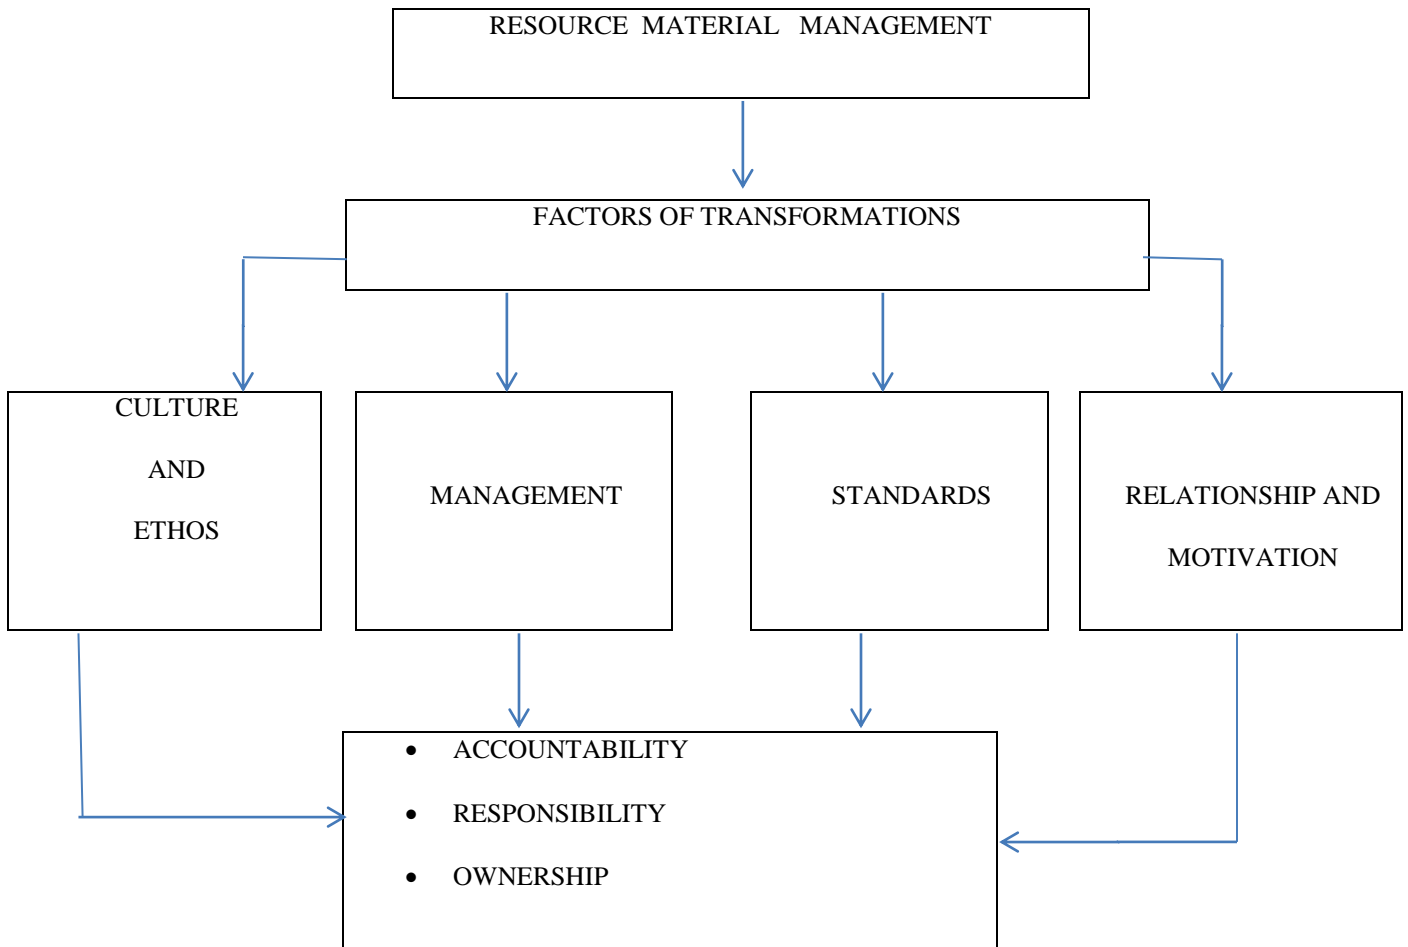 RESOURCE MATERIAL MANAGEMENT
FACTORS OF TRANSFORMATIONS
CULTURE
AND
ETHOS
MANAGEMENT
STANDARDS
RELATIONSHIP AND
MOTIVATION
• ACCOUNTABILITY
• RESPONSIBILITY
• OWNERSHIP